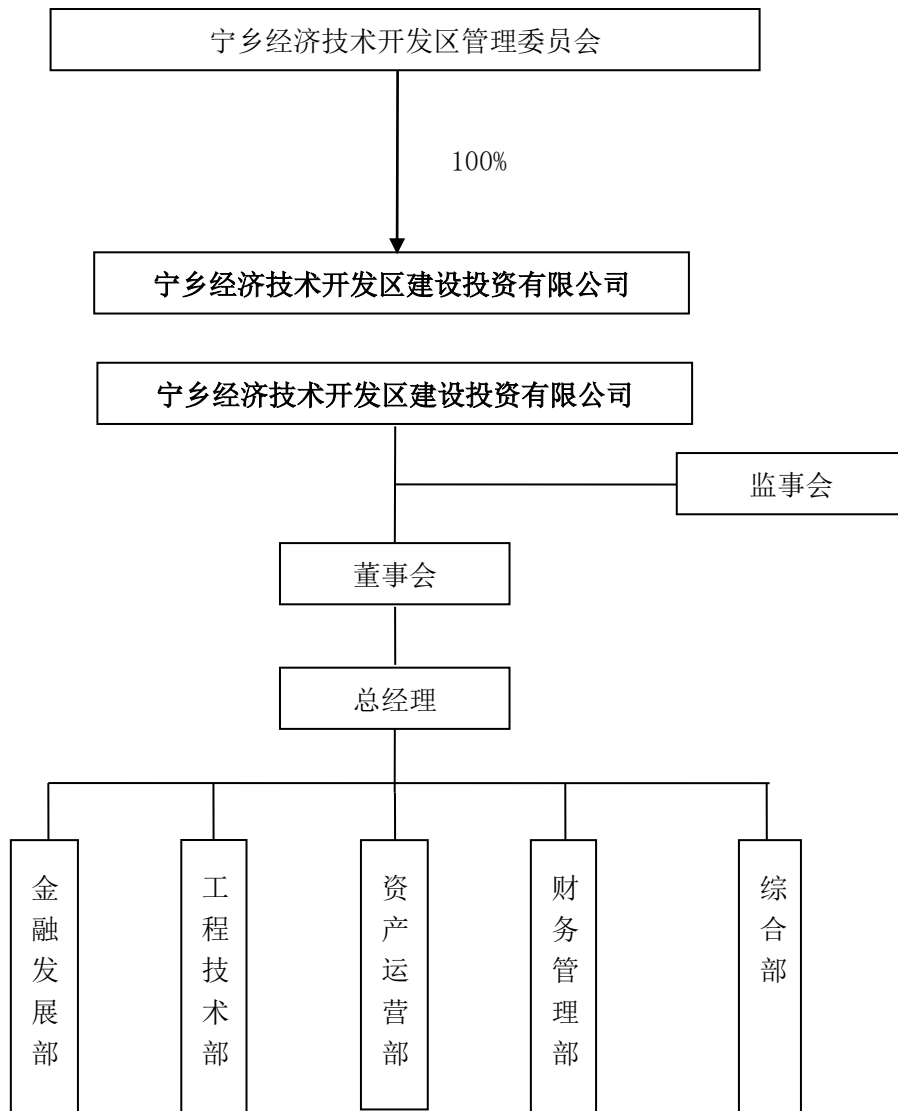 宁乡经济技术开发区管理委员会
100%
宁乡经济技术开发区建设投资有限公司
宁乡经济技术开发区建设投资有限公司
监事会
董事会
总经理
金融发展部
工程技术部
资产运营部
财务管理部
综合部